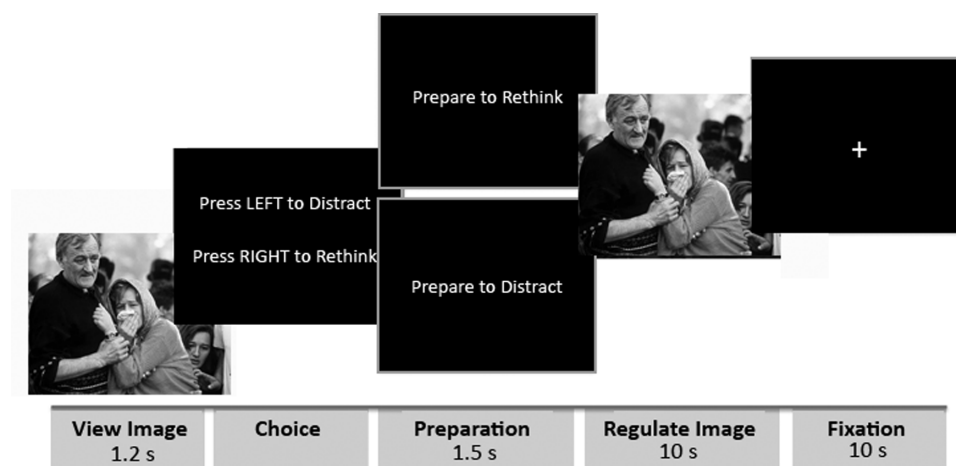 Prepare to Rethink
Press LEFT to Distract
Press RIGHT to Rethink
Prepare to Distract
+
View Image
1.2 s
Choice
Preparation
1.5 s
Regulate Image
10 s
Fixation
10 s